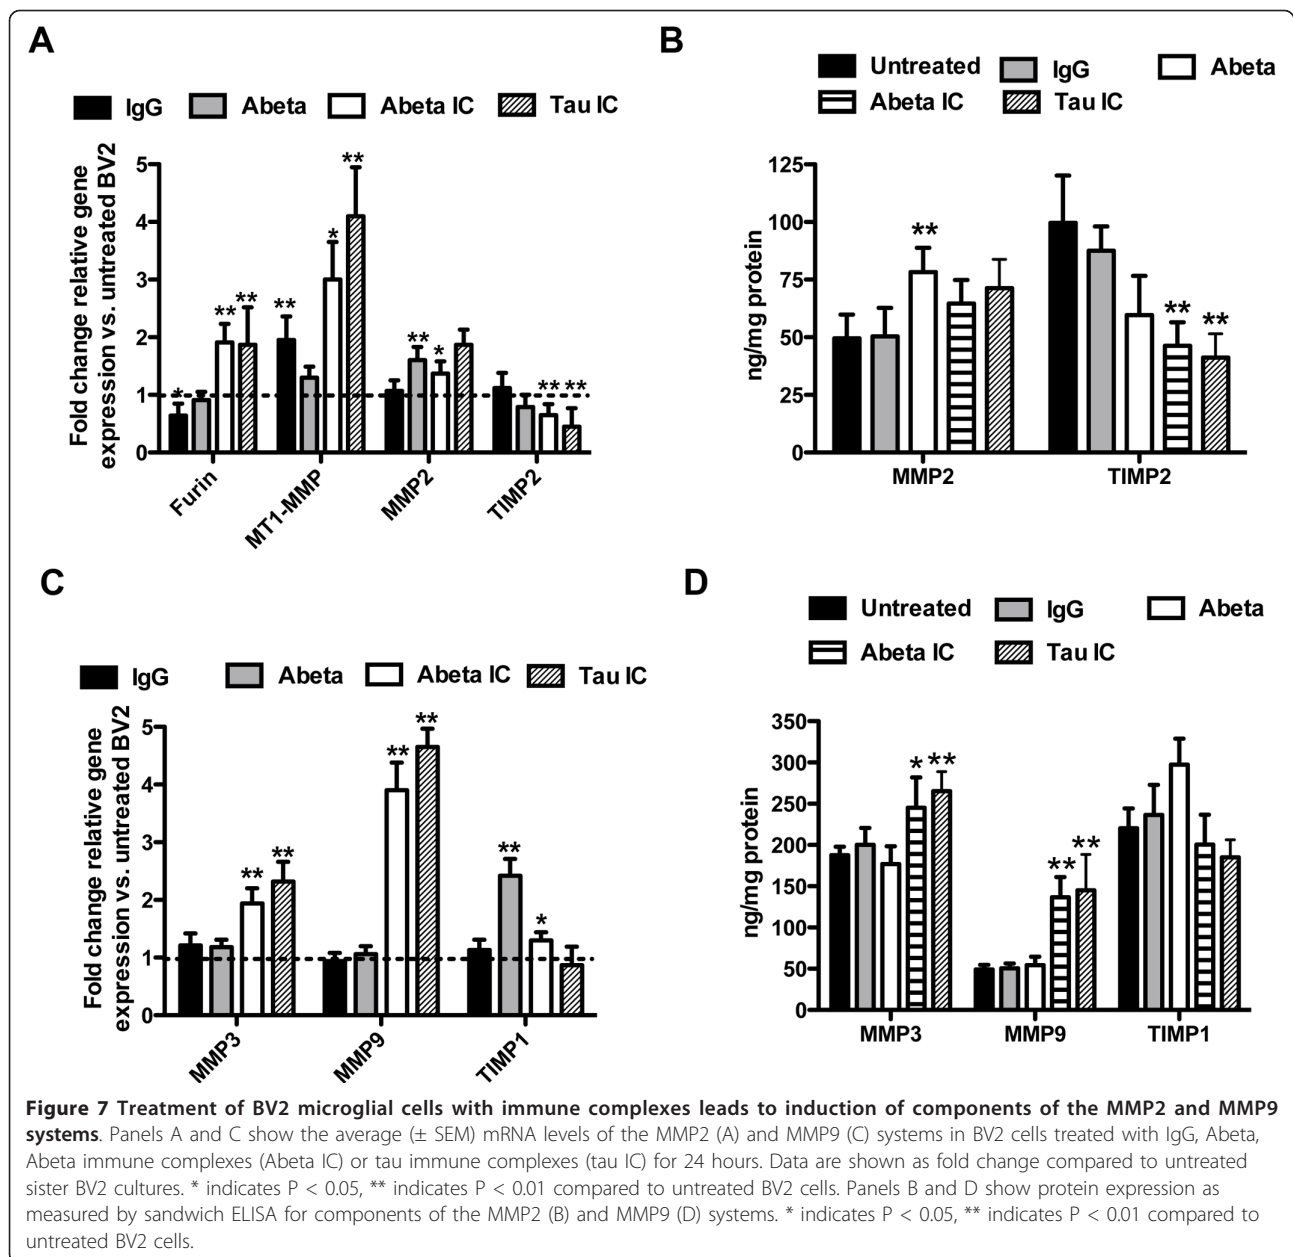 A
IgG Abeta Abeta IC Tau IC
Fold change relative gene
expression vs. untreated BV2
5
4
3
2
1
0
* ** ** ** * ** ** * ** **
Furin MT1-MMP MMP2 TIMP2
B
Untreated IgG Abeta
Abeta IC Tau IC
ng/mg protein
125
100
75
50
25
0
** ** **
MMP2 TIMP2
C
IgG Abeta Abeta IC Tau IC
Fold change relative gene
expression vs. untreated BV2
5
4
3
2
1
0
** ** ** ** ** *
MMP3 MMP9 TIMP1
D
Untreated IgG Abeta
Abeta IC Tau IC
ng/mg protein
350
300
250
200
150
100
50
0
* ** ** **
MMP3 MMP9 TIMP1
Figure 7 Treatment of BV2 microglial cells with immune complexes leads to induction of components of the MMP2 and MMP9
systems. Panels A and C show the average (± SEM) mRNA levels of the MMP2 (A) and MMP9 (C) systems in BV2 cells treated with IgG, Abeta,
Abeta immune complexes (Abeta IC) or tau immune complexes (tau IC) for 24 hours. Data are shown as fold change compared to untreated
sister BV2 cultures. * indicates P < 0.05, ** indicates P < 0.01 compared to untreated BV2 cells. Panels B and D show protein expression as
measured by sandwich ELISA for components of the MMP2 (B) and MMP9 (D) systems. * indicates P < 0.05, ** indicates P < 0.01 compared to
untreated BV2 cells.